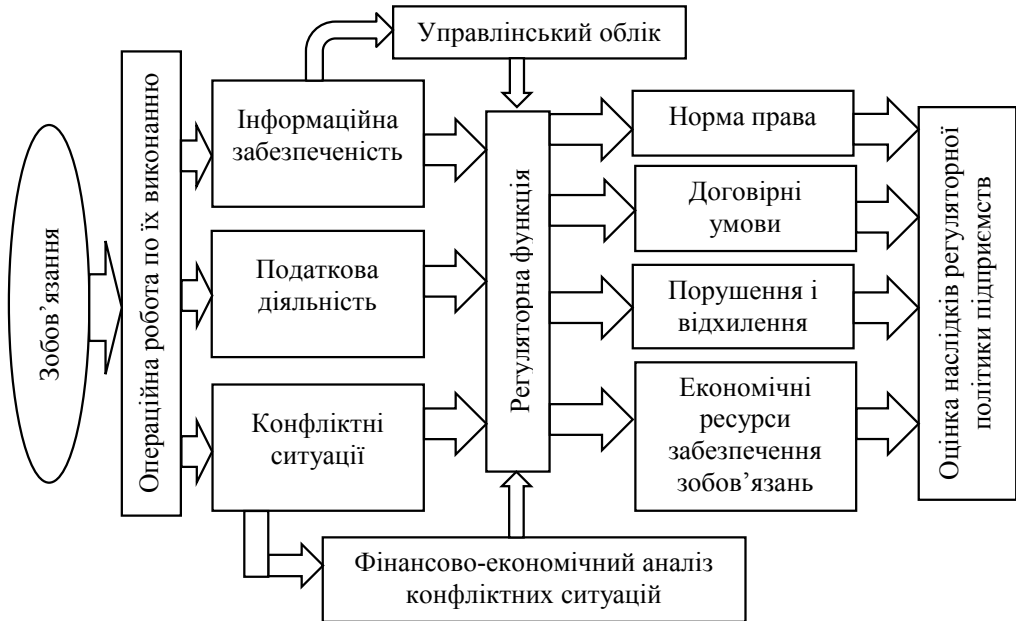 Управлінський облік
Зобов’язання
Операційна робота по їх виконанню
Інформаційна
забезпеченість
Податкова
діяльність
Конфліктні
ситуації
Регуляторна функція
Норма права
Договірні
умови
Порушення і
відхилення
Економічні
ресурси
забезпечення
зобов’язань
Оцінка наслідків регуляторної
політики підприємств
Фінансово-економічний аналіз
конфліктних ситуацій